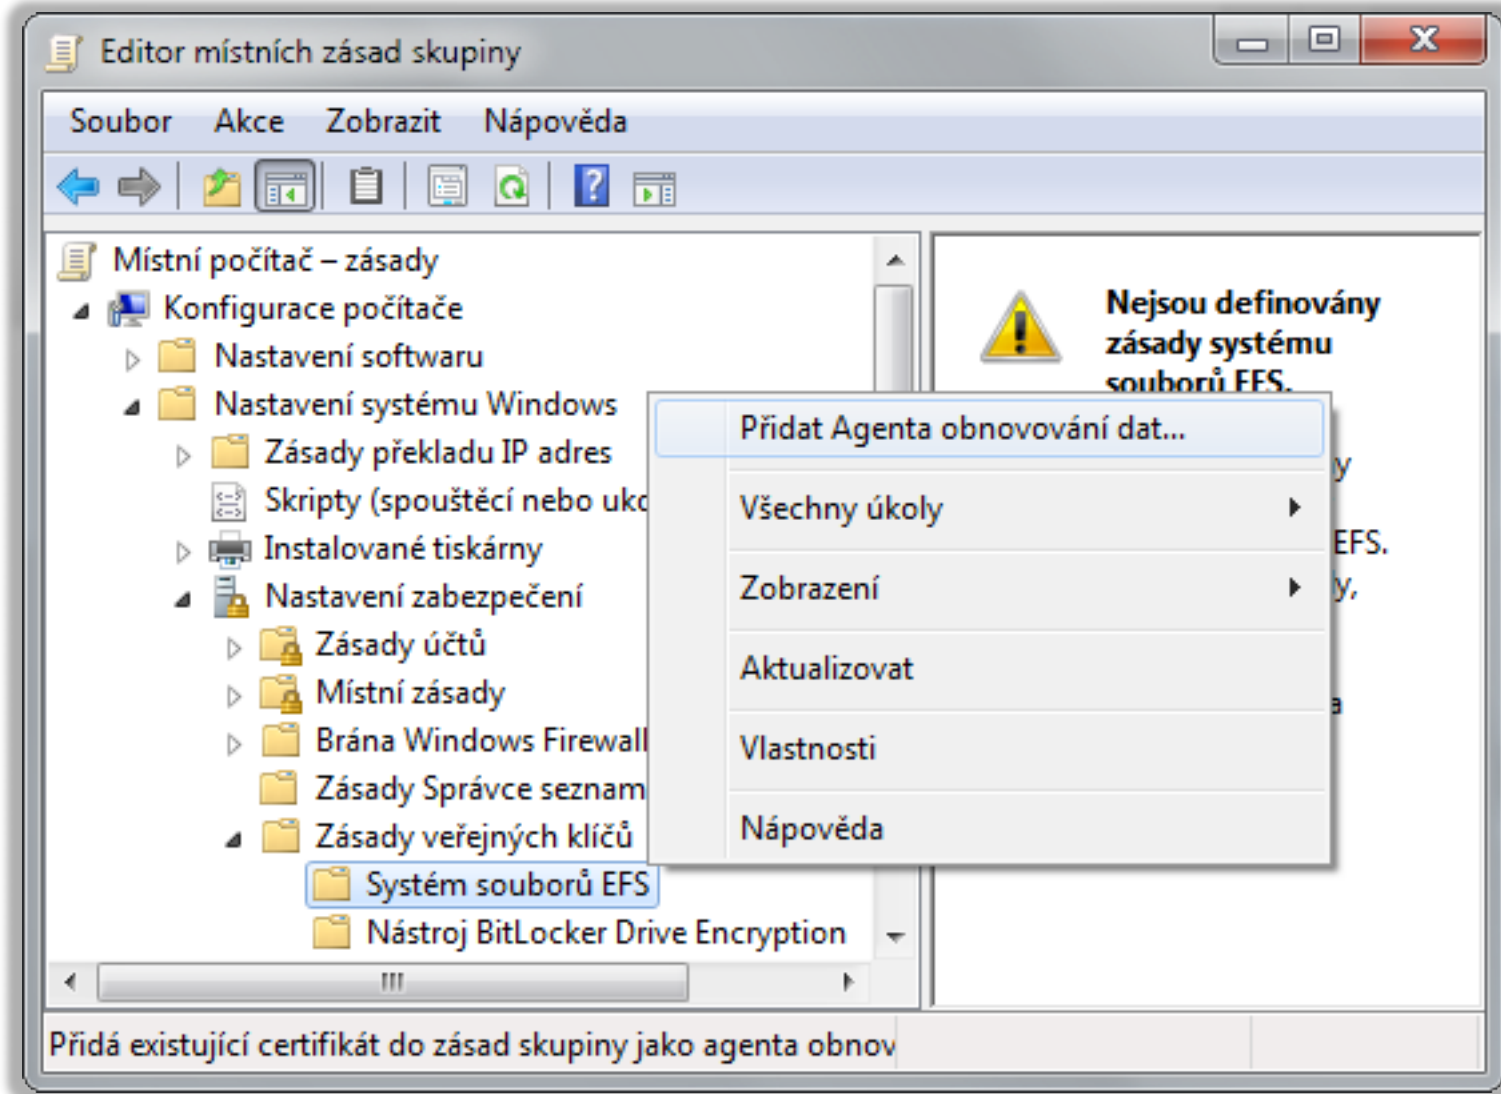 Editor místních zásad skupiny
Soubor Akce Zobrazit Nápověda
Místní počítač – zásady
Konfigurace počítače
Nastavení softwaru
Nastavení systému Windows
Zásady překladu IP adres
Skripty (spouštěcí nebo uko
Instalované tiskárny
Nastavení zabezpečení
Zásady účtů
Místní zásady
Brána Windows Firewall
Zásady Správce seznam
Zásady veřejných klíčů
Systém souborů EFS
Nástroj BitLocker Drive Encryption
Nejsou definovány
zásady systému
souborů EFS.
y
EFS.
y,
a
Přidat Agenta obnovování dat...
Všechny úkoly
Zobrazení
Aktualizovat
Vlastnosti
Nápověda
Přidá existující certifikát do zásad skupiny jako agenta obnov